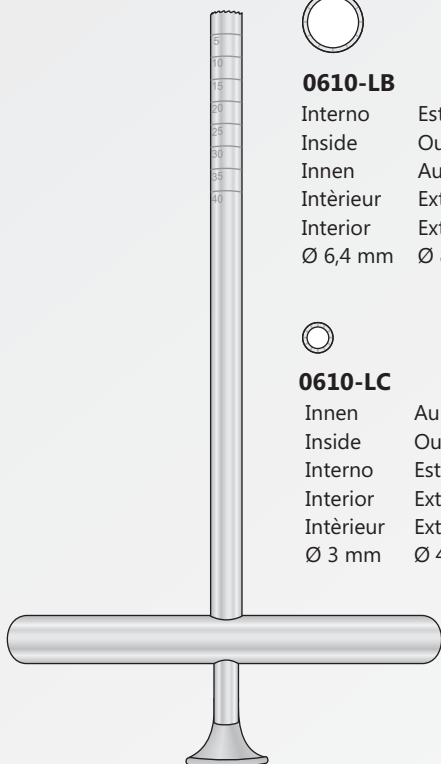 5
10
15
20
25
30
35
40
0610-LB
Interno
Inside
Innen
Intèrieur
Interior
Ø 6,4 mm Ø
0610-LC
Innen
Inside
Interno
Interior
Intèrieur
Ø 3 mm Ø